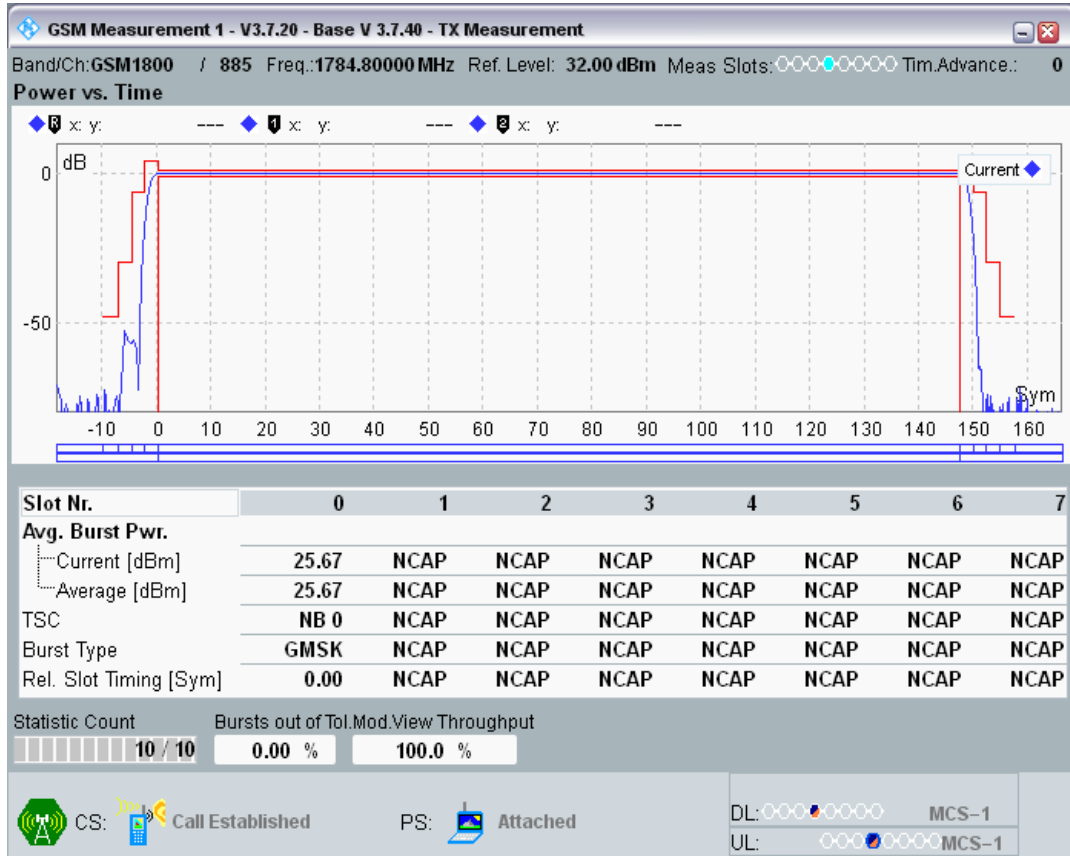 GSM Measurement 1 - V3.7.20 - Base V 3.7.40 - TX Measurement
Band/Ch:GSM1800 / 885 Freq.:1784.80000 MHz Ref. Level: 32.00 dBm Meas Slots: Tim.Advance.: 0
Power vs. Time
R x: y: --- 1 x: y: --- 2 x: y: ---
dB
Current
0
-50
Sym
-10 0 10 20 30 40 50 60 70 80 90 100 110 120 130 140 150 160
Slot Nr. 0 1 2 3 4 5 6 7
Avg. Burst Pwr.
Current [dBm] 25.67 NCAP NCAP NCAP NCAP NCAP NCAP NCAP
Average [dBm] 25.67 NCAP NCAP NCAP NCAP NCAP NCAP NCAP
TSC NB 0 NCAP NCAP NCAP NCAP NCAP NCAP NCAP
Burst Type GMSK NCAP NCAP NCAP NCAP NCAP NCAP NCAP
Rel. Slot Timing [Sym] 0.00 NCAP NCAP NCAP NCAP NCAP NCAP NCAP
Statistic Count Bursts out of Tol. Mod.View Throughput
10 / 10 0.00 % 100.0 %
CS: Call Established PS: Attached DL: MCS-1
UL: MCS-1